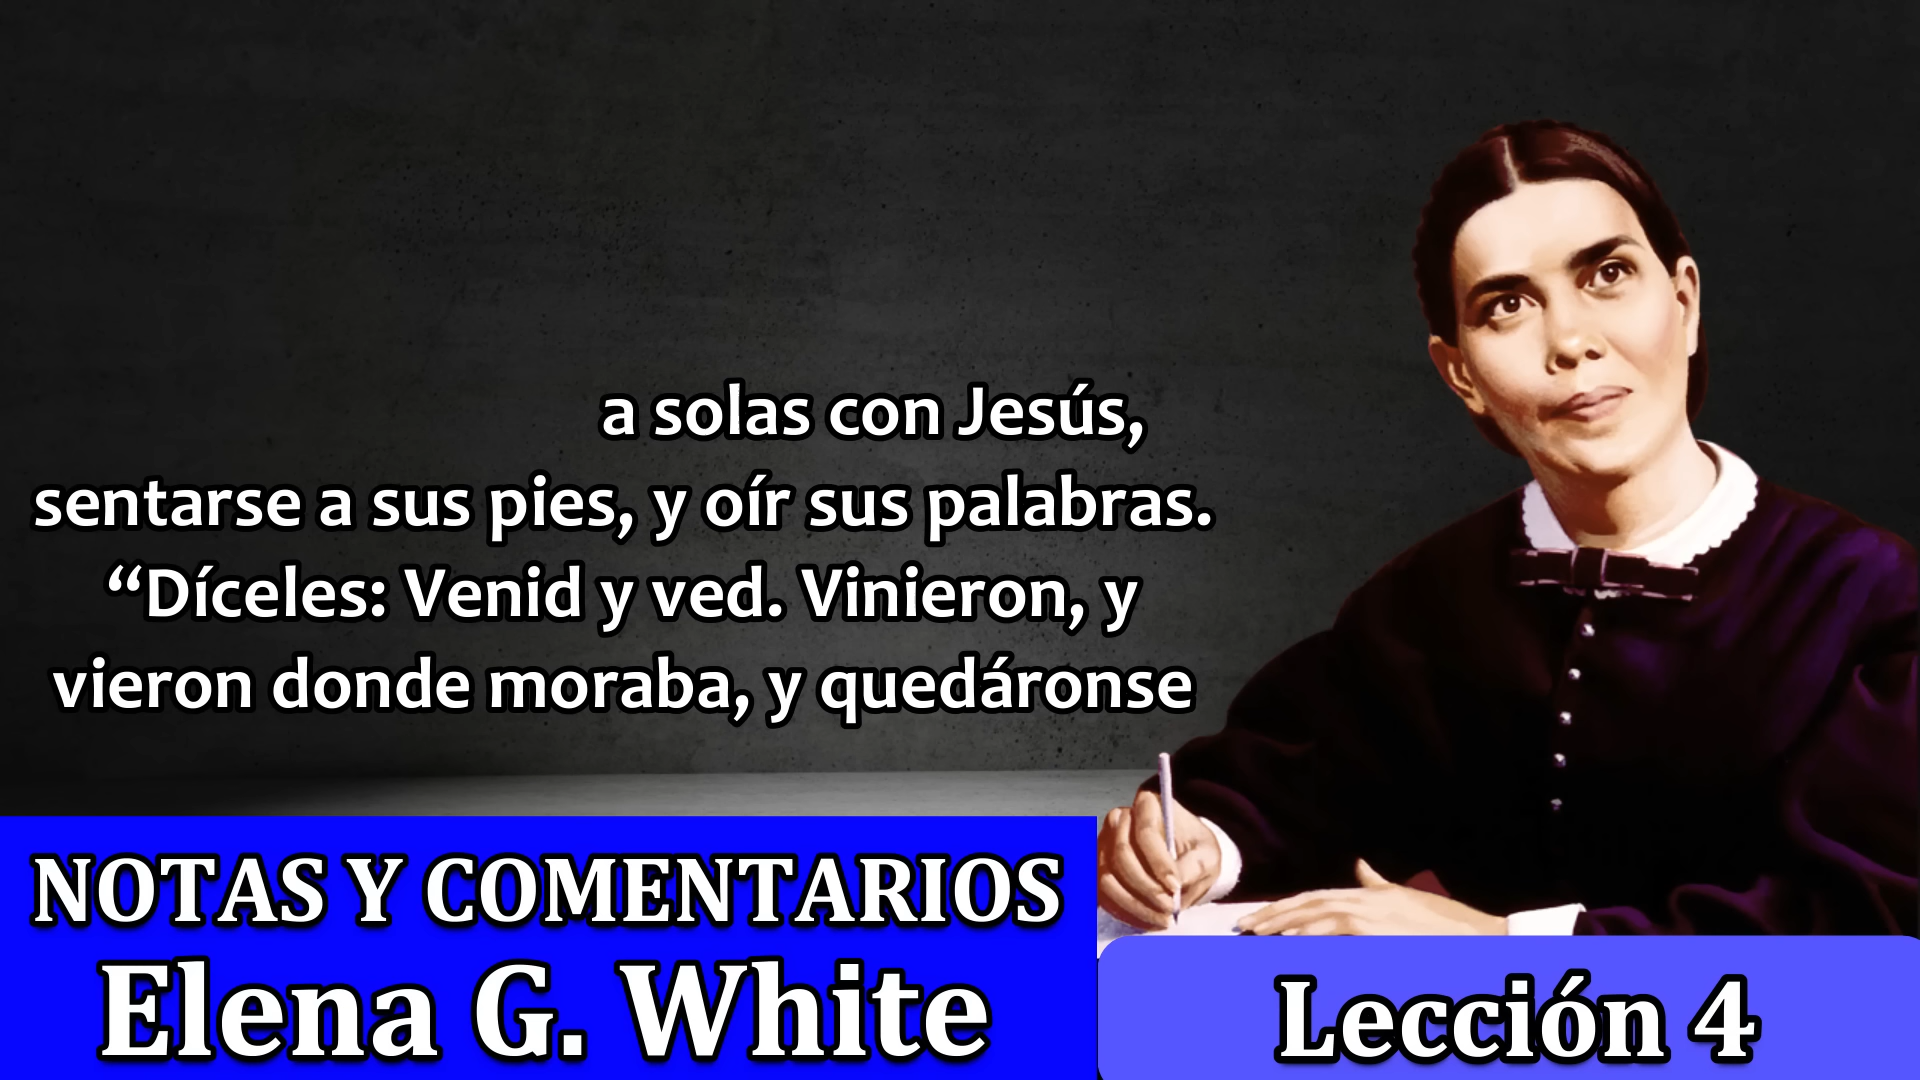 a solas con Jesús,
sentarse a sus pies, y oír sus palabras.
“Díceles: Venid y ved. Vinieron, y
vieron donde moraba, y quedáronse
NOTAS Y COMENTARIOS
Elena G. White
Lección 4